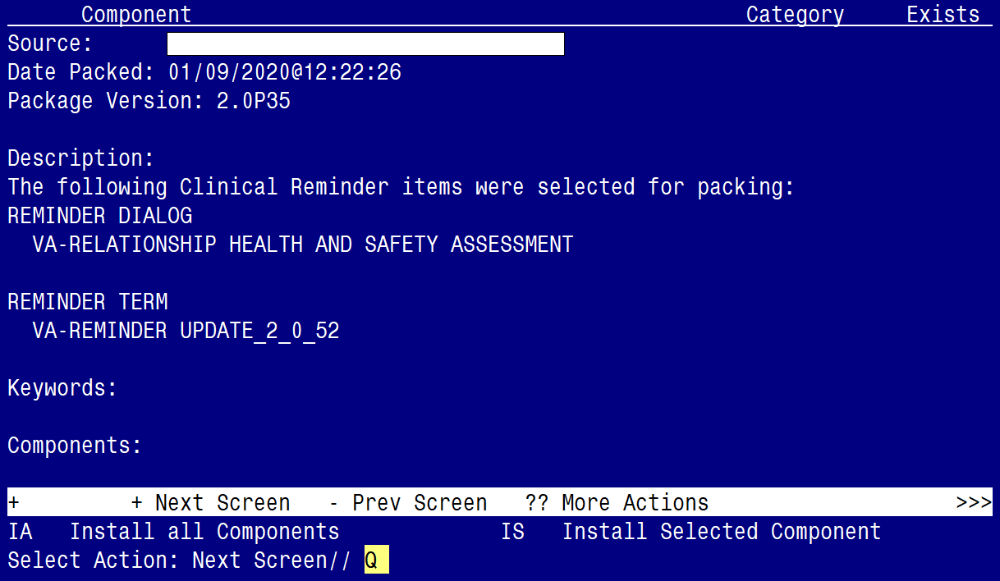 Component Category Exists
Source:
Date Packed: 01/09/2020@12:22:26
Package Version: 2.0P35
Description:
The following Clinical Reminder items were selected for packing:
REMINDER DIALOG
VA-RELATIONSHIP HEALTH AND SAFETY ASSESSMENT
REMINDER TERM
VA-REMINDER UPDATE_2_0_52
Keywords:
Components:
+ + Next Screen - Prev Screen ?? More Actions >>>
IA Install all Components IS Install Selected Component
Select Action: Next Screen// Q